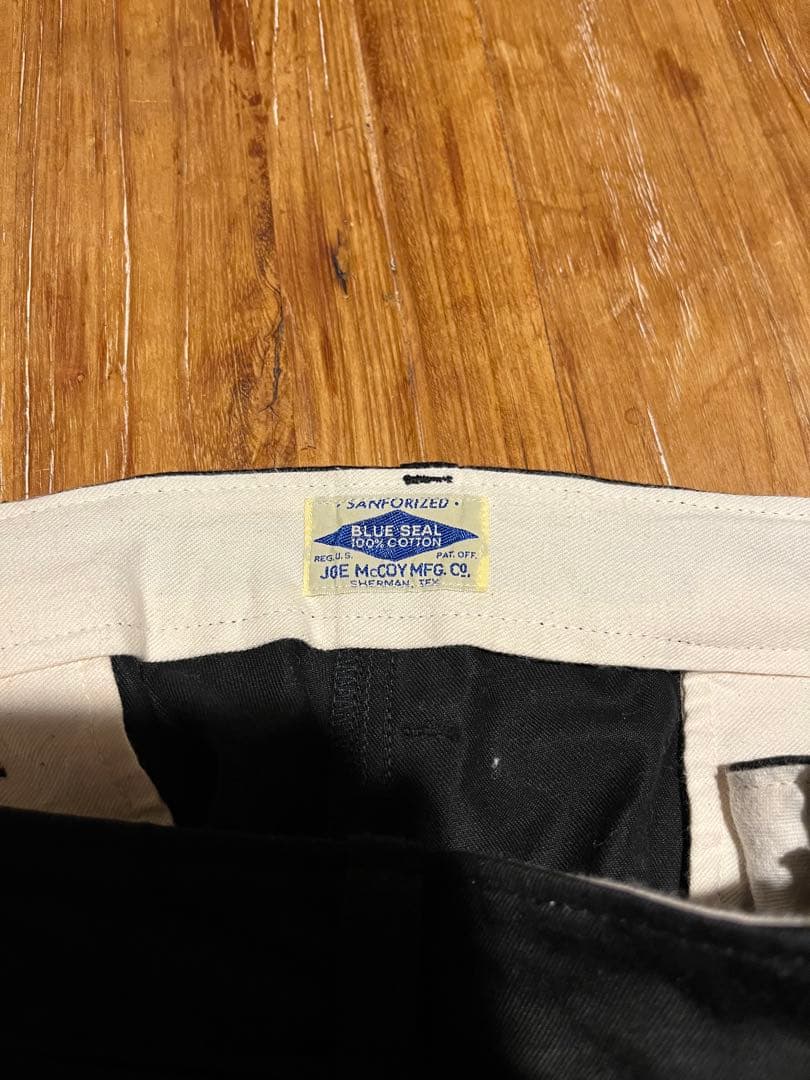 · SANFORIZED ·
BLUE SEAL
100% COTTON
REG. U.S. PAT. OFF.
JOE McCOY MFG. Co.
SHERMAN, TEX